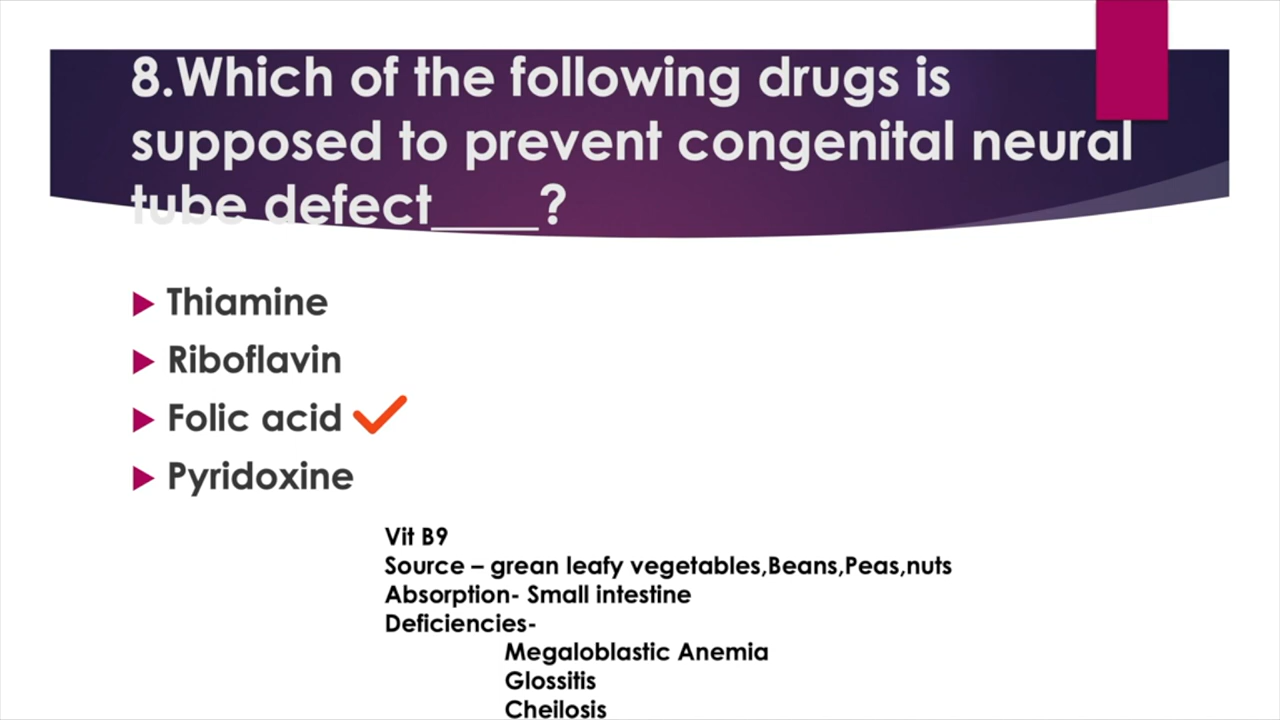 8.Which of the following drugs is
supposed to prevent congenital neural
tube defect____?
Thiamine
Riboflavin
Folic acid
Pyridoxine
Vit B9
Source – grean leafy vegetables,Beans,Peas,nuts
Absorption- Small intestine
Deficiencies-
Megaloblastic Anemia
Glossitis
Cheilosis